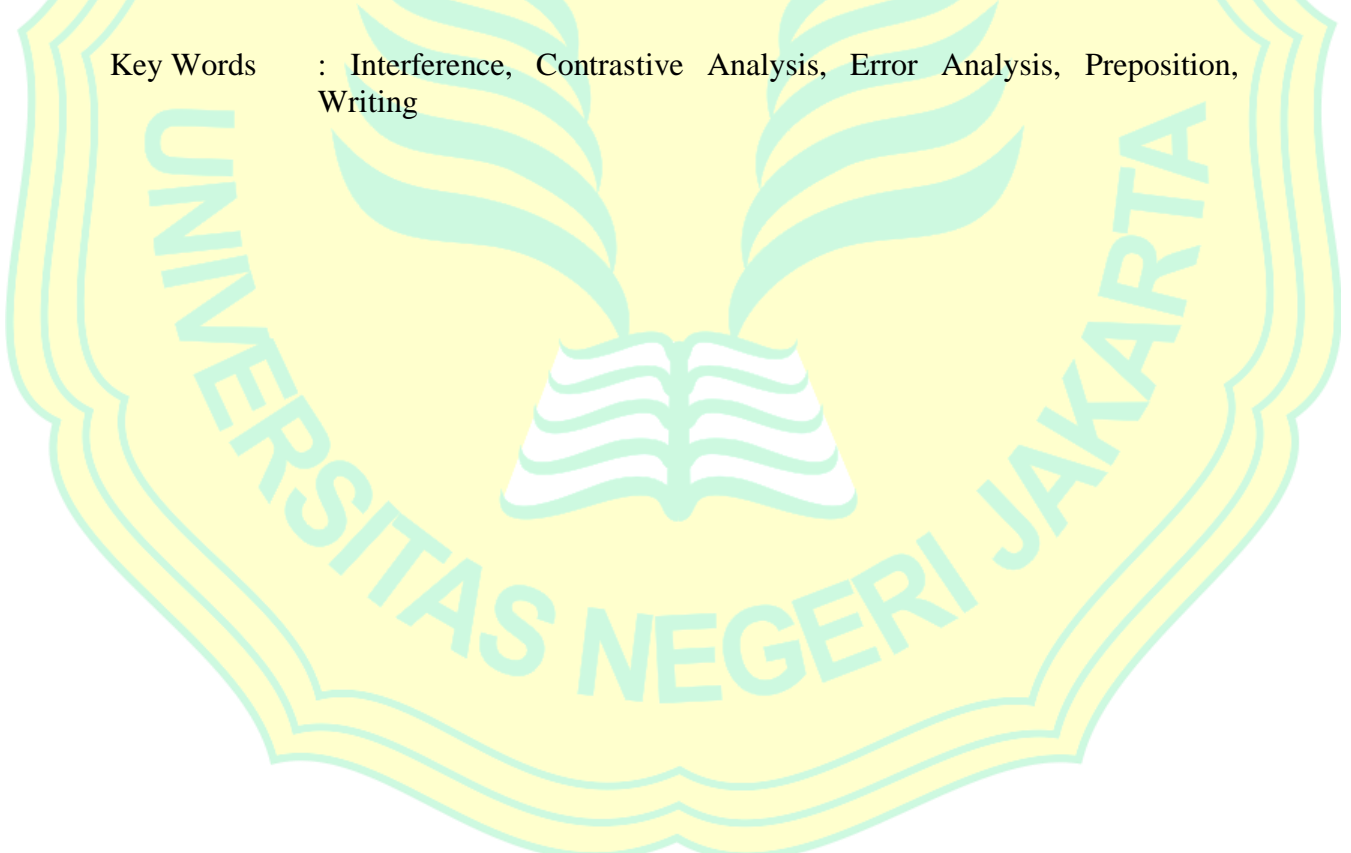 Key Words : Interference, Contrastive Analysis, Error Analysis, Preposition,
Writing
UNIVERSITAS NEGERI JAKARTA